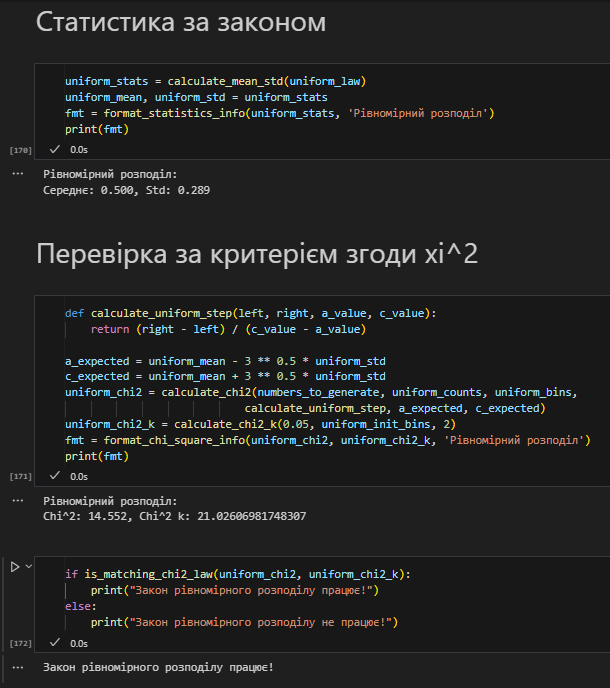 Статистика за законом
uniform_stats = calculate_mean_std(uniform_law)
uniform_mean, uniform_std = uniform_stats
fmt = format_statistics_info(uniform_stats, 'Рівномірний розподіл')
print(fmt)
[170]
0.0s
Рівномірний розподіл:
Середнє: 0.500, Std: 0.289
Перевірка за критерієм згоди хі^2
def calculate_uniform_step(left, right, a_value, c_value):
return (right - left) / (c_value - a_value)
a_expected = uniform_mean - 3 ** 0.5 * uniform_std
c_expected = uniform_mean + 3 ** 0.5 * uniform_std
uniform_chi2 = calculate_chi2(numbers_to_generate, uniform_counts, uniform_bins,
calculate_uniform_step, a_expected, c_expected)
uniform_chi2_k = calculate_chi2_k(0.05, uniform_init_bins, 2)
fmt = format_chi_square_info(uniform_chi2, uniform_chi2_k, 'Рівномірний розподіл')
print(fmt)
[171]
0.0s
Рівномірний розподіл:
Chi^2: 14.552, Chi^2 k: 21.02606981748307
if is_matching_chi2_law(uniform_chi2, uniform_chi2_k):
print("Закон рівномірного розподілу працює!")
else:
print("Закон рівномірного розподілу не працює!")
[172]
0.0s
Закон рівномірного розподілу працює!